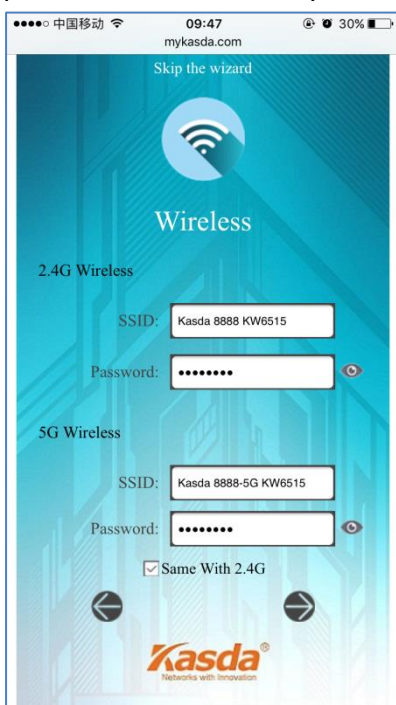 中国移动 09:47 30%
mykasda.com
Skip the wizard
Wireless
2.4G Wireless
SSID: Kasda 8888 KW6515
Password: ••••••••
5G Wireless
SSID: Kasda 8888-5G KW6515
Password: ••••••••
Same With 2.4G
Kasda®
Networks with Innovation